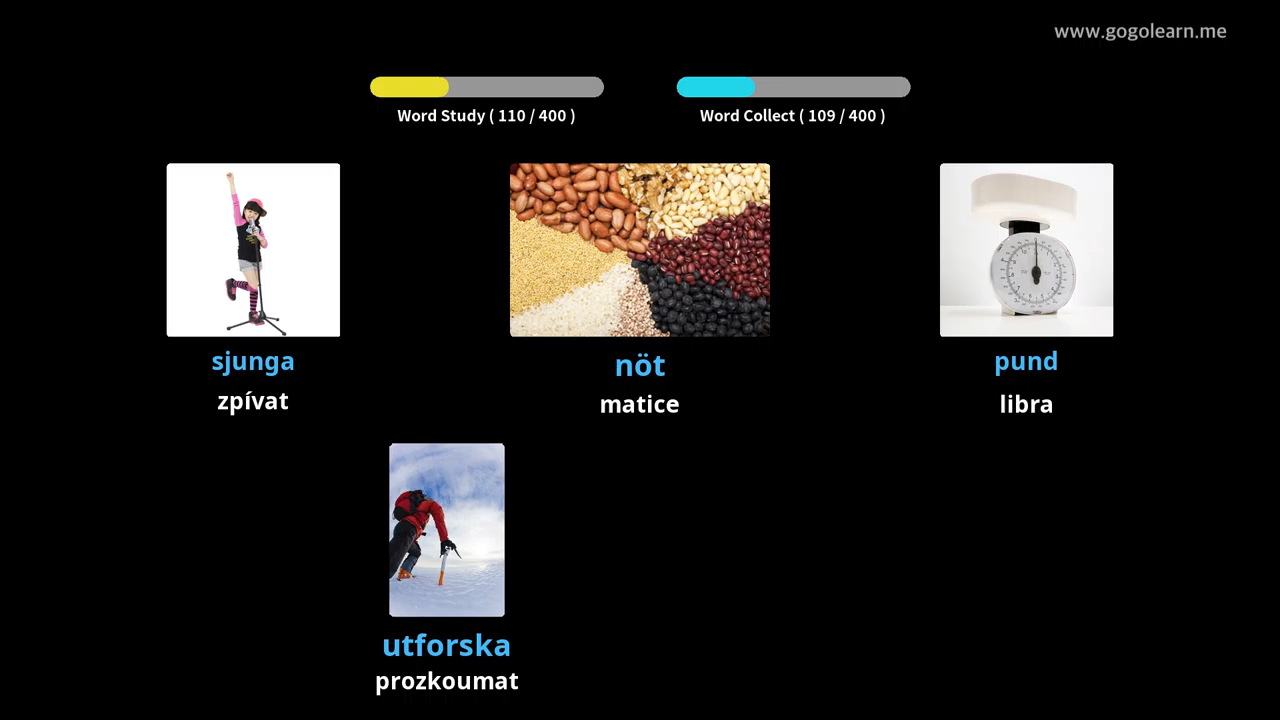 www.gogolearn.me
Word Study ( 110 / 400 )
Word Collect ( 109 / 400 )
sjunga
zpívat
nöt
matice
pund
libra
utforska
prozkoumat